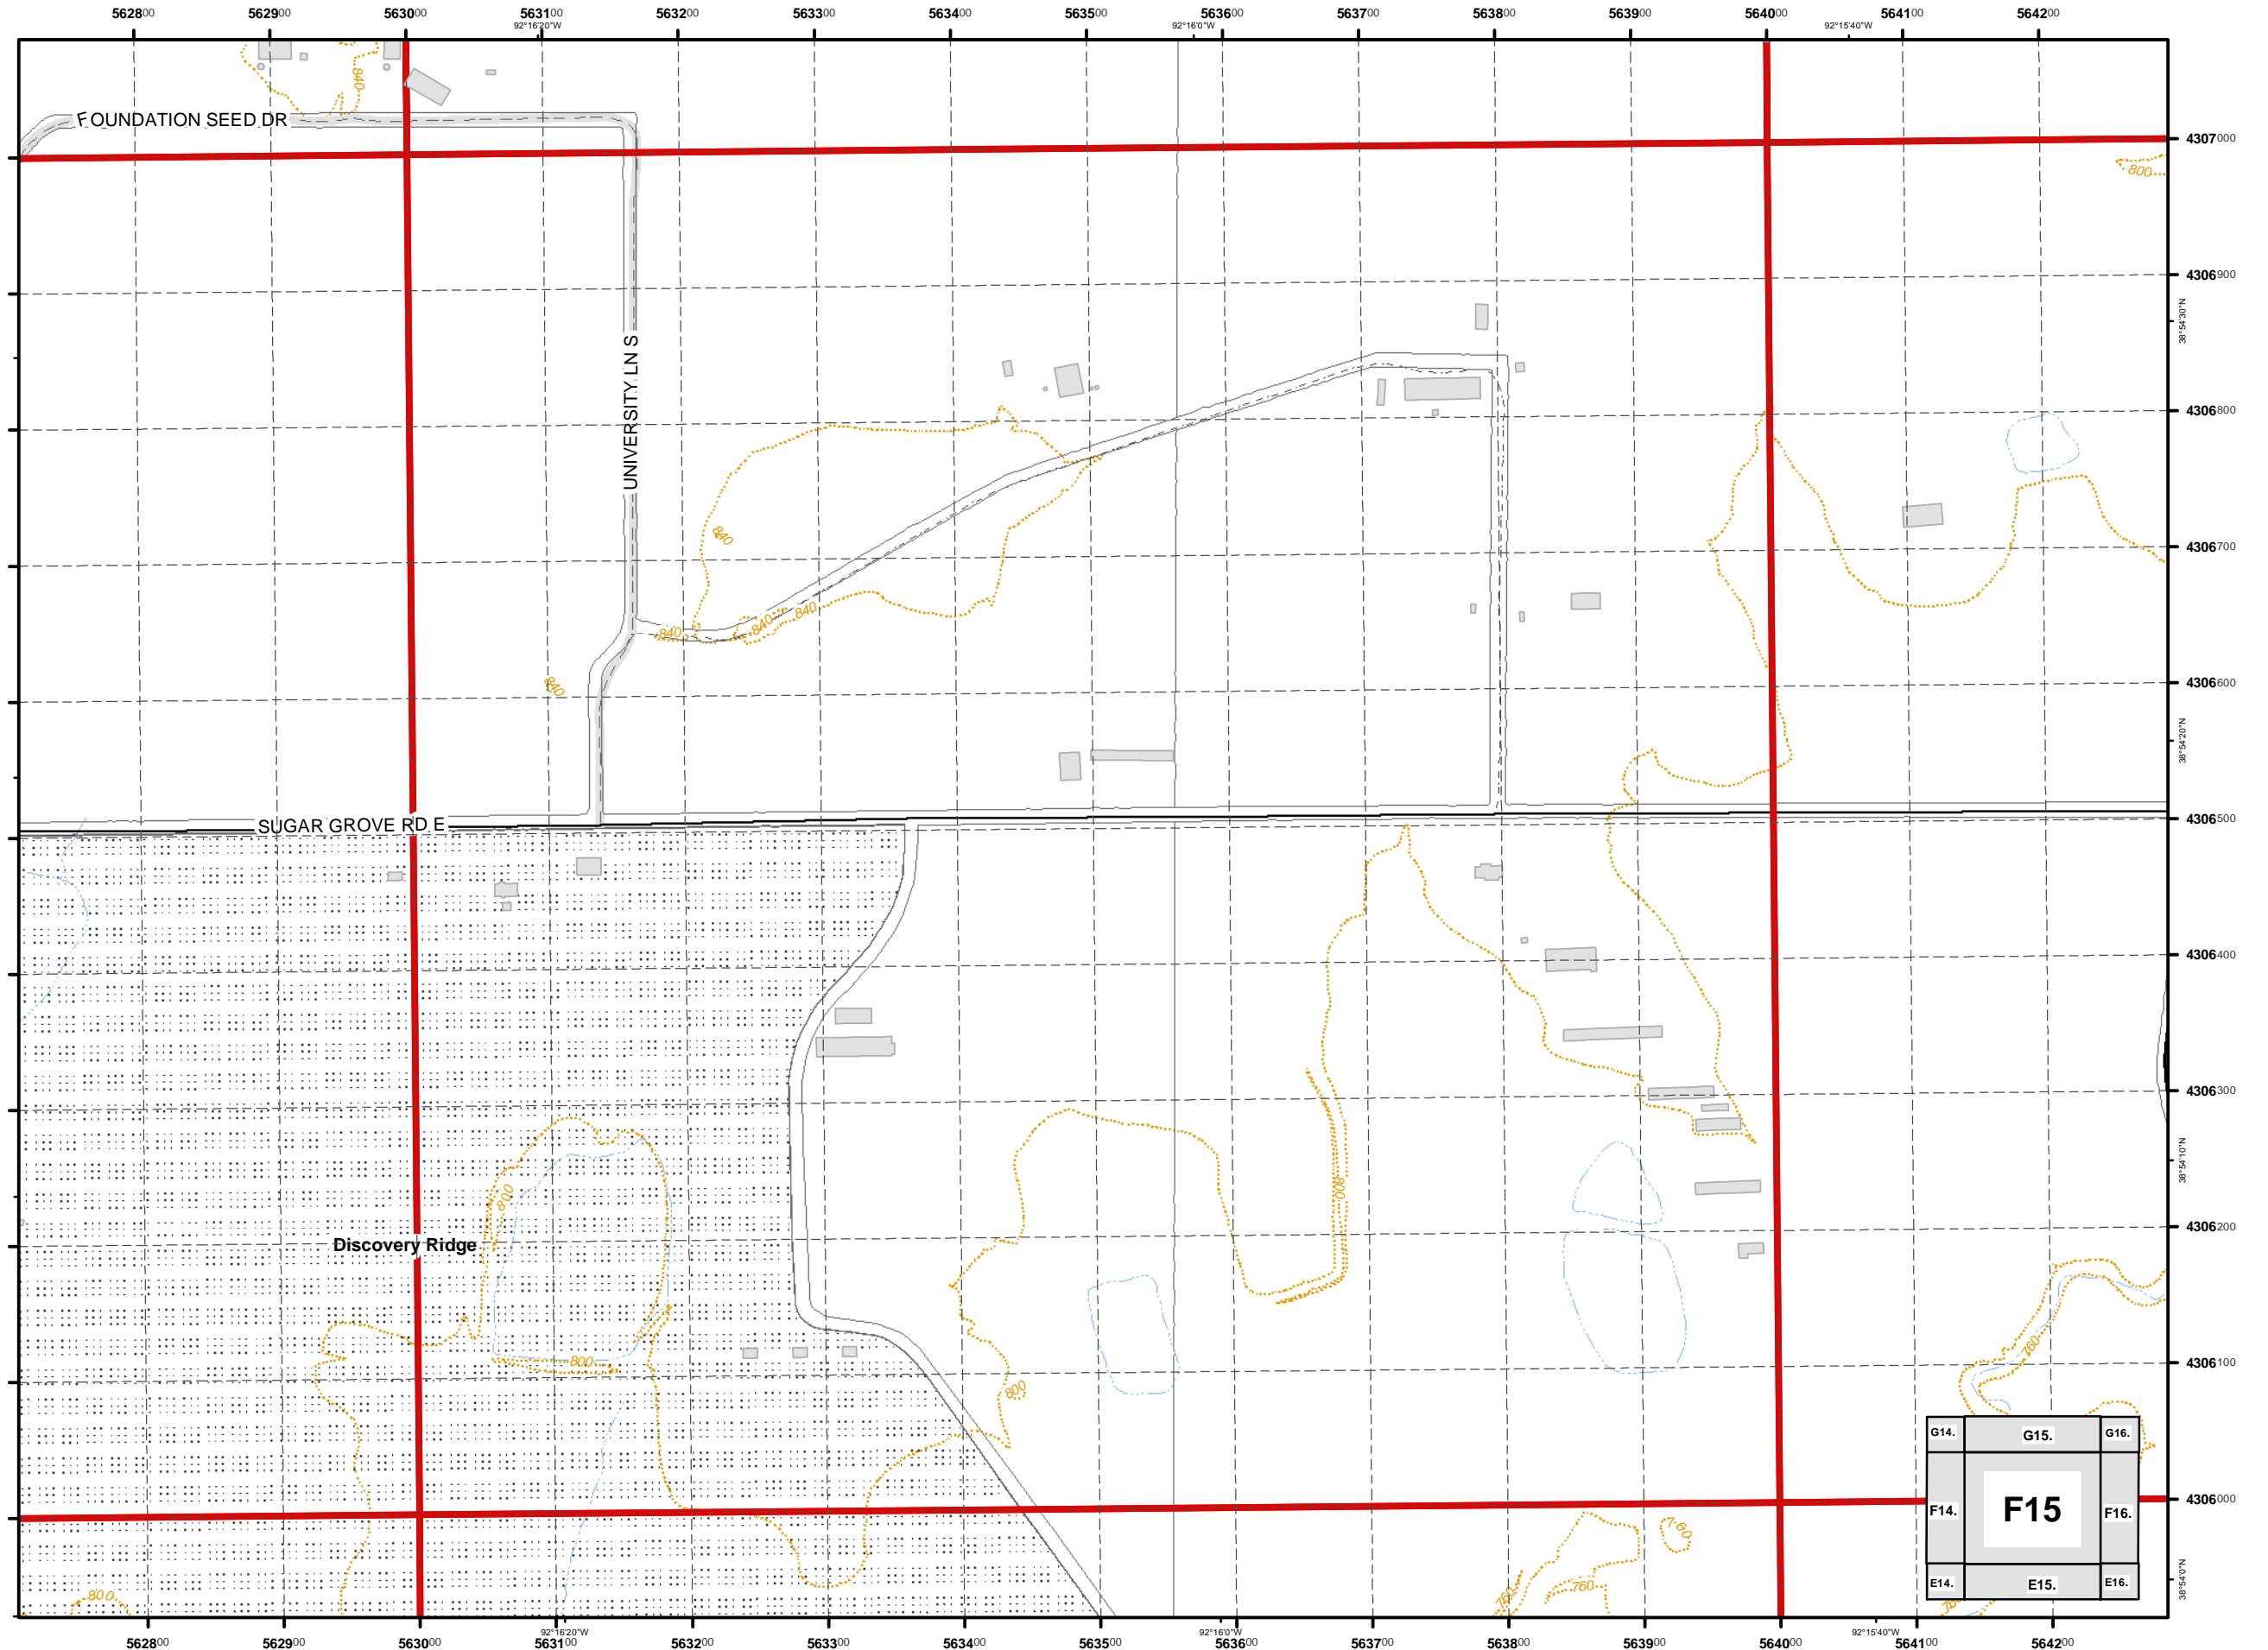 562800 562900 563000 563100 563200 563300 563400 563500 563600 563700 563800 563900 564000 564100 564200
92°16'20"W 92°16'0"W 92°15'40"W
840
FOUNDATION SEED DR
4307000
800
4306900
38°54'30"N
UNIVERSITY LN S
4306800
840
4306700
840
840
840
840
4306600
38°54'20"N
SUGAR GROVE RD E
4306500
4306400
4306300
38°54'10"N
800
800
4306200
Discovery Ridge
760
800
4306100
800
G14. G15. G16.
F14. F15 F16.
4306000
7-60
E14. E15. E16.
38°54'0"N
800
760
760
760
562800 562900 563000 563100 563200 563300 563400 563500 563600 563700 563800 563900 564000 564100 564200
92°16'20"W 92°16'0"W 92°15'40"W